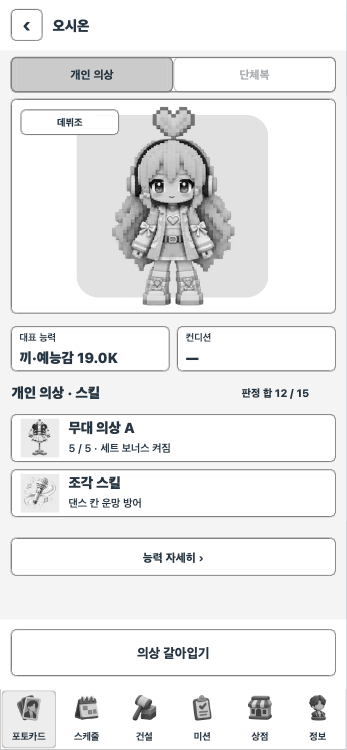 오시온
개인 의상
단체복
데뷔조
대표 능력
끼·예능감 19.0K
컨디션
—
개인 의상 · 스킬
판정 합 12 / 15
무대 의상 A
5 / 5 · 세트 보너스 켜짐
조각 스킬
댄스 칸 운망 방어
능력 자세히 ›
의상 갈아입기
포토카드
스케줄
건설
미션
상점
정보